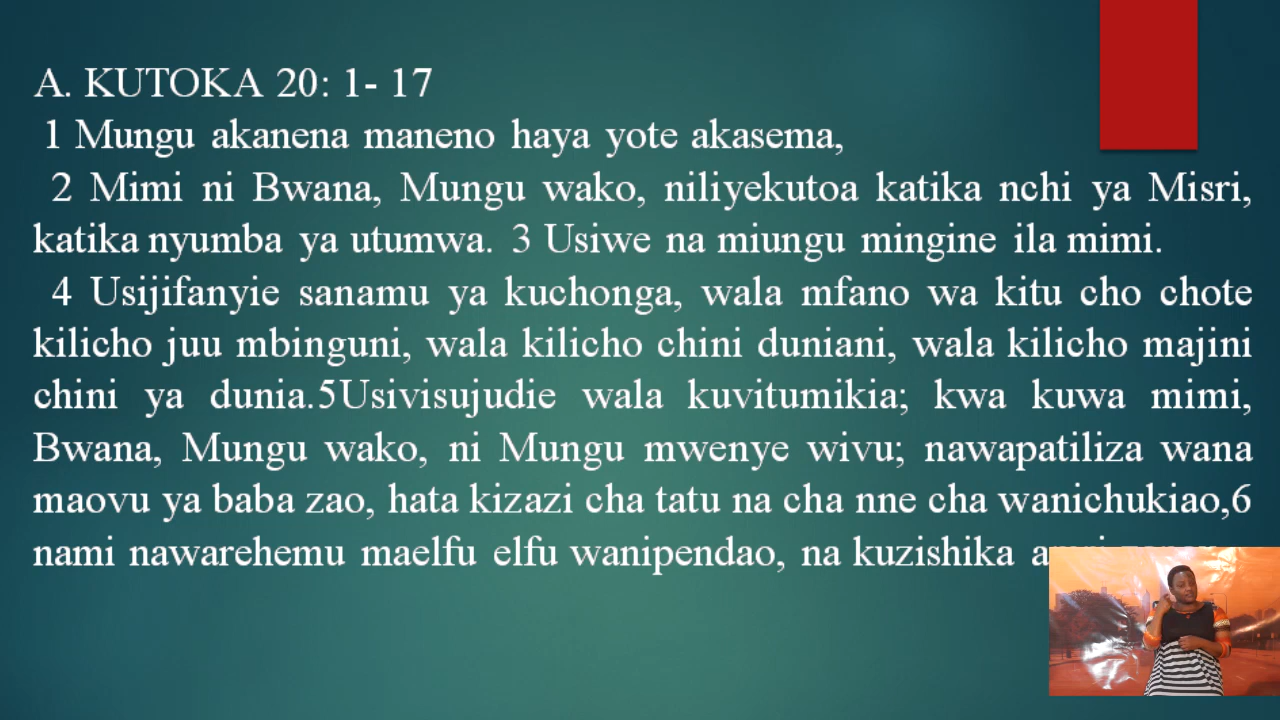 A. KUTOKA 20: 1- 17
1 Mungu akanena maneno haya yote akasema,
2 Mimi ni Bwana, Mungu wako, niliyekutoa katika nchi ya Misri,
katika nyumba ya utumwa. 3 Usiwe na miungu mingine ila mimi.
4 Usijifanyie sanamu ya kuchonga, wala mfano wa kitu cho chote
kilicho juu mbinguni, wala kilicho chini duniani, wala kilicho majini
chini ya dunia.5Usivisujudie wala kuvitumikia; kwa kuwa mimi,
Bwana, Mungu wako, ni Mungu mwenye wivu; nawapatiliza wana
maovu ya baba zao, hata kizazi cha tatu na cha nne cha wanichukiao,6
nami nawarehemu maelfu elfu wanipendao, na kuzishika